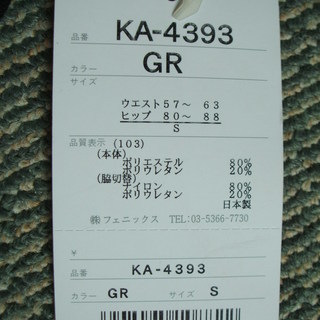 品番 KA-4393
カラー GR
サイズ
ウエスト57～ 63
ヒップ 80～ 88
S
品質表示 (103)
(本体)
ポリエステル 80%
ポリウレタン 20%
(脇切替)
ナイロン 80%
ポリウレタン 20%
日本製
㈱フェニックス TEL:03-5366-7730
¥
品番 KA-4393
カラー GR サイズ S